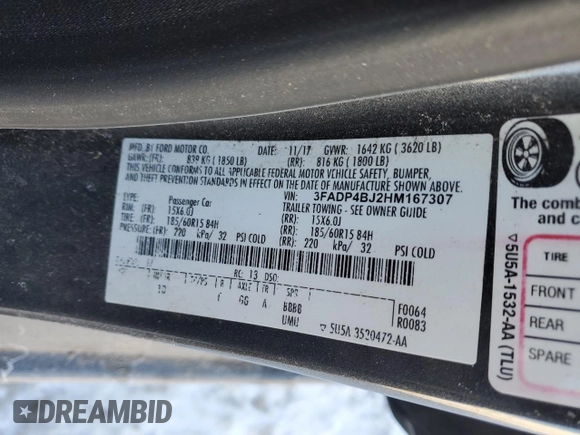 MFD. BY FORD MOTOR CO. DATE: 11/17 GVWR: 1642 KG ( 3620 LB)
GAWR: (FR): 839 KG ( 1850 LB) (RR): 816 KG ( 1800 LB)
THIS VEHICLE CONFORMS TO ALL APPLICABLE FEDERAL MOTOR VEHICLE SAFETY, BUMPER,
AND THEFT PREVENTION STANDARDS IN EFFECT ON THE DATE OF MANUFACTURE SHOWN ABOVE.
VIN: 3FADP4BJ2HM167307
TYPE: Passenger Car TRAILER TOWING - SEE OWNER GUIDE
RIM: (FR): 15X6.0J (RR): 15X6.0J
TIRE: (FR): 185/60R15 84H (RR): 185/60R15 84H
PRESSURE: (FR): 220 kPa/ 32 PSI COLD (RR): 220 kPa/ 32 PSI COLD
RC: 13 DSO:
AXLE
GG A BBBB
UMU
F0064
R0083
▽ 5U5A 3520472-AA
The comb
and c
TIRE
FRONT
REAR
SPARE
▽5U5A-1532-AA (TLU)
DREAMBID